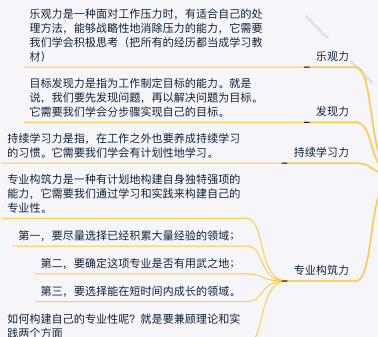 乐观力是一种面对工作压力时，有适合自己的处
理方法，能够战略性地消除压力的能力，它需要
我们学会积极思考（把所有的经历都当成学习教
材）
乐观力
目标发现力是指为工作制定目标的能力。就是
说，我们要先发现问题，再以解决问题为目标。
它需要我们学会分步骤实现自己的目标。
发现力
持续学习力是指，在工作之外也要养成持续学习
的习惯。它需要我们学会有计划性地学习。
持续学习力
专业构筑力是一种有计划地构建自身独特强项的
能力，它需要我们通过学习和实践来构建自己的
专业性。
第一，要尽量选择已经积累大量经验的领域；
第二，要确定这项专业是否有用武之地；
专业构筑力
第三，要选择能在短时间内成长的领域。
如何构建自己的专业性呢？就是要兼顾理论和实
践两个方面